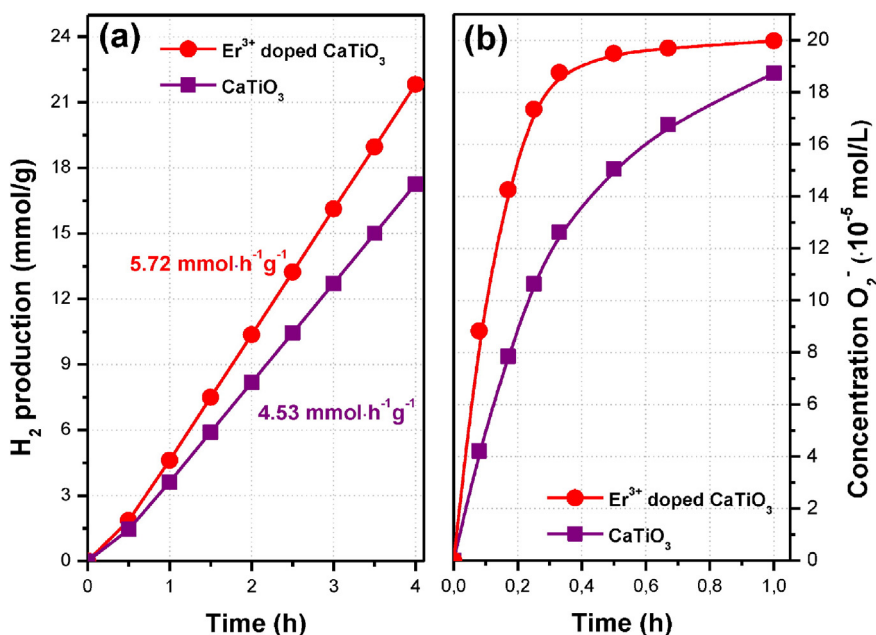 (a)
Er³⁺ doped CaTiO₃
CaTiO₃
5.72 mmol·h⁻¹g⁻¹
4.53 mmol·h⁻¹g⁻¹
H₂ production (mmol/g)
24
21
18
15
12
9
6
3
0
0 1 2 3 4
Time (h)
(b)
Er³⁺ doped CaTiO₃
CaTiO₃
20
18
16
14
12
10
8
6
4
2
0
Concentration O₂⁻ (·10⁻⁵ mol/L)
0,0 0,2 0,4 0,6 0,8 1,0
Time (h)